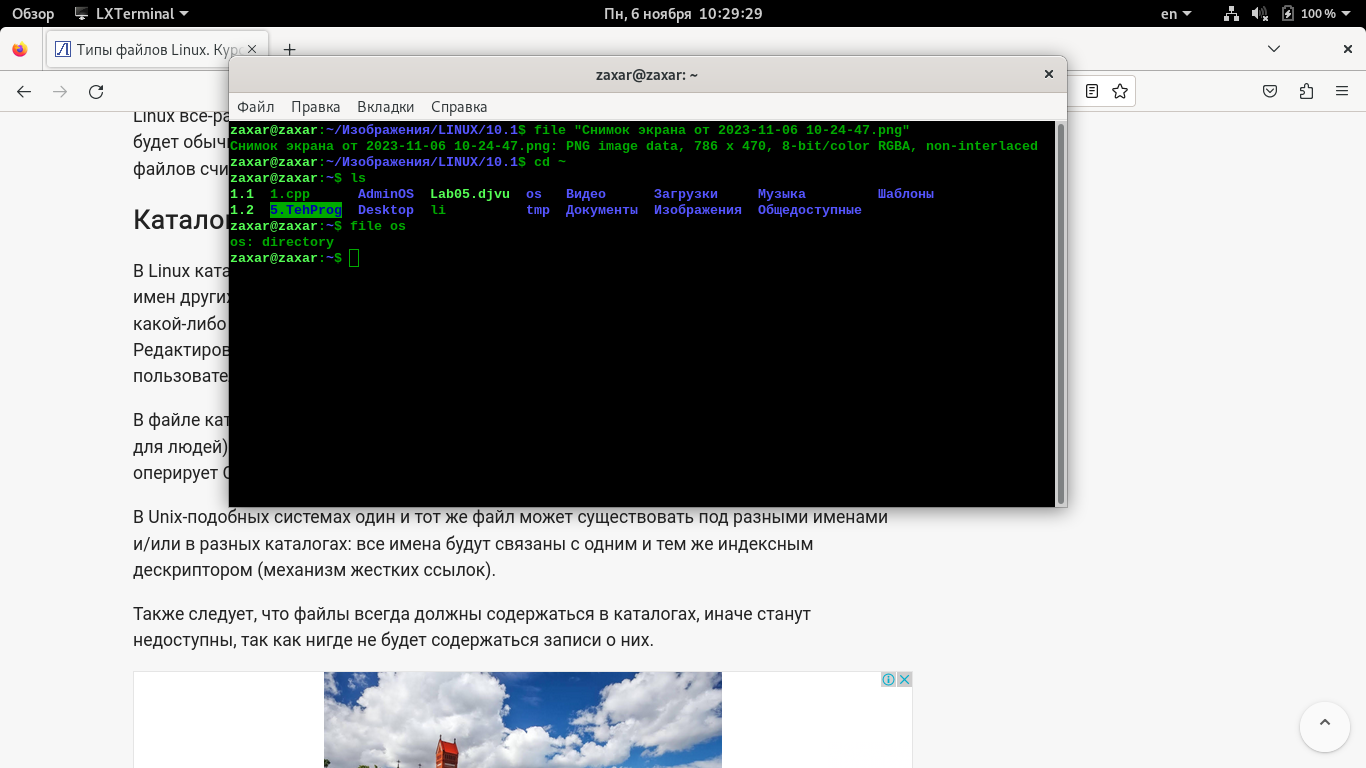 Обзор LXTerminal Пн, 6 ноября 10:29:29 en 100 %
Типы файлов Linux. Курс
zaxar@zaxar: ~
Файл Правка Вкладки Справка
zaxar@zaxar:~/Изображения/LINUX/10.1$ file "Снимок экрана от 2023-11-06 10-24-47.png"
Снимок экрана от 2023-11-06 10-24-47.png: PNG image data, 786 x 470, 8-bit/color RGBA, non-interlaced
zaxar@zaxar:~/Изображения/LINUX/10.1$ cd ~
zaxar@zaxar:~$ ls
1.1 1.cpp AdminOS Lab05.djvu os Видео Загрузки Музыка Шаблоны
1.2 5.TehProg Desktop li tmp Документы Изображения Общедоступные
zaxar@zaxar:~$ file os
os: directory
zaxar@zaxar:~$
Linux все-ра
будет обыч
файлов счи
Каталог
В Linux ката
имен других
какой-либо
Редактиров
пользовате
В файле кат
для людей)
оперирует
В Unix-подобных системах один и тот же файл может существовать под разными именами
и/или в разных каталогах: все имена будут связаны с одним и тем же индексным
дескриптором (механизм жестких ссылок).
Также следует, что файлы всегда должны содержаться в каталогах, иначе станут
недоступны, так как нигде не будет содержаться записи о них.